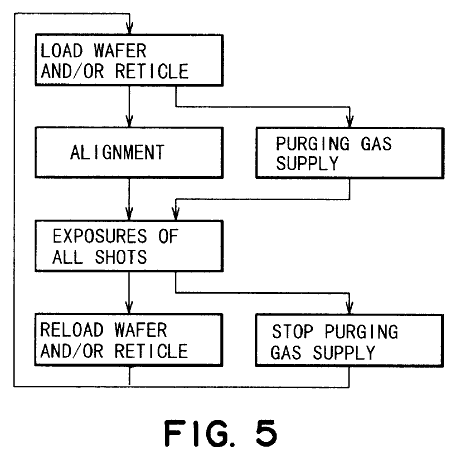 LOAD WAFER
AND/OR RETICLE
ALIGNMENT
PURGING GAS
SUPPLY
EXPOSURES OF
ALL SHOTS
RELOAD WAFER
AND/OR RETICLE
STOP PURGING
GAS SUPPLY
FIG. 5